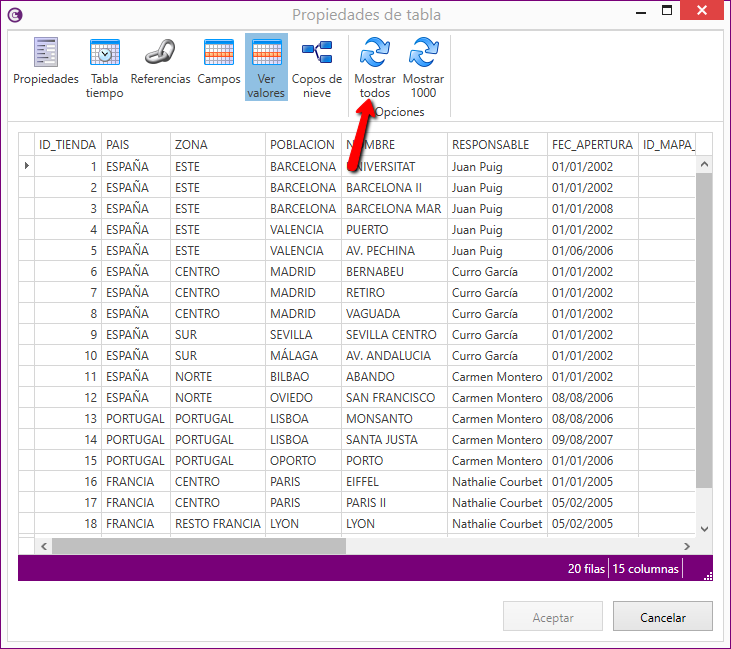 Propiedades de tabla
Propiedades Tabla tiempo Referencias Campos Ver valores Copos de nieve Mostrar todos Mostrar 1000
Opciones
ID_TIENDA PAIS ZONA POBLACION RESPONSABLE FEC_APERTURA ID_MAPA_
1 ESPAÑA ESTE BARCELONA Juan Puig 01/01/2002
2 ESPAÑA ESTE BARCELONA BARCELONA II Juan Puig 01/01/2002
3 ESPAÑA ESTE BARCELONA BARCELONA MAR Juan Puig 01/01/2008
4 ESPAÑA ESTE VALENCIA PUERTO Juan Puig 01/01/2002
5 ESPAÑA ESTE VALENCIA AV. PECHINA Juan Puig 01/06/2006
6 ESPAÑA CENTRO MADRID BERNABEU Curro García 01/01/2002
7 ESPAÑA CENTRO MADRID RETIRO Curro García 01/01/2002
8 ESPAÑA CENTRO MADRID VAGUADA Curro García 01/01/2002
9 ESPAÑA SUR SEVILLA SEVILLA CENTRO Curro García 01/01/2002
10 ESPAÑA SUR MÁLAGA AV. ANDALUCIA Curro García 01/01/2002
11 ESPAÑA NORTE BILBAO ABANDO Carmen Montero 01/01/2002
12 ESPAÑA NORTE OVIEDO SAN FRANCISCO Carmen Montero 08/08/2006
13 PORTUGAL PORTUGAL LISBOA MONSANTO Carmen Montero 08/08/2006
14 PORTUGAL PORTUGAL LISBOA SANTA JUSTA Carmen Montero 09/08/2007
15 PORTUGAL PORTUGAL OPORTO PORTO Carmen Montero 01/01/2006
16 FRANCIA CENTRO PARIS EIFFEL Nathalie Courbet 01/01/2005
17 FRANCIA CENTRO PARIS PARIS II Nathalie Courbet 05/02/2005
18 FRANCIA RESTO FRANCIA LYON LYON Nathalie Courbet 05/02/2005
20 filas 15 columnas
Aceptar Cancelar